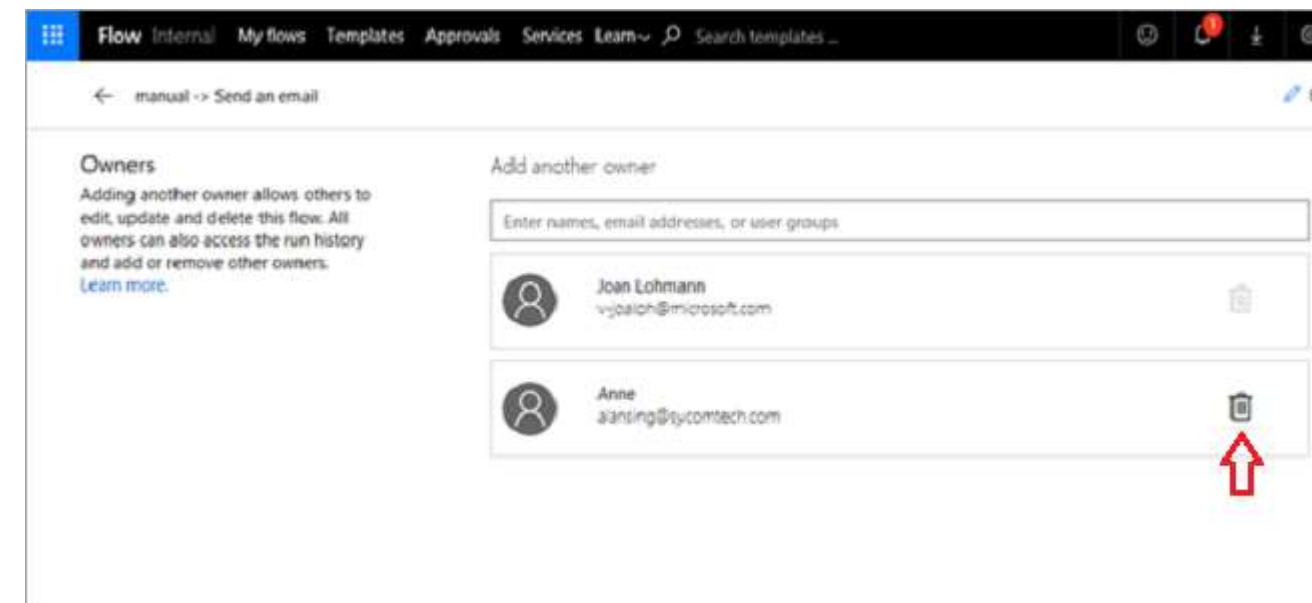 Flow Internal My flows Templates Approvals Services Learn Search templates ...
manual -> Send an email
Owners
Adding another owner allows others to
edit, update and delete this flow. All
owners can also access the run history
and add or remove other owners.
Learn more.
Add another owner
Enter names, email addresses, or user groups
Joan Lohmann
v-joaloh@microsoft.com
Anne
alansing@sycomtech.com